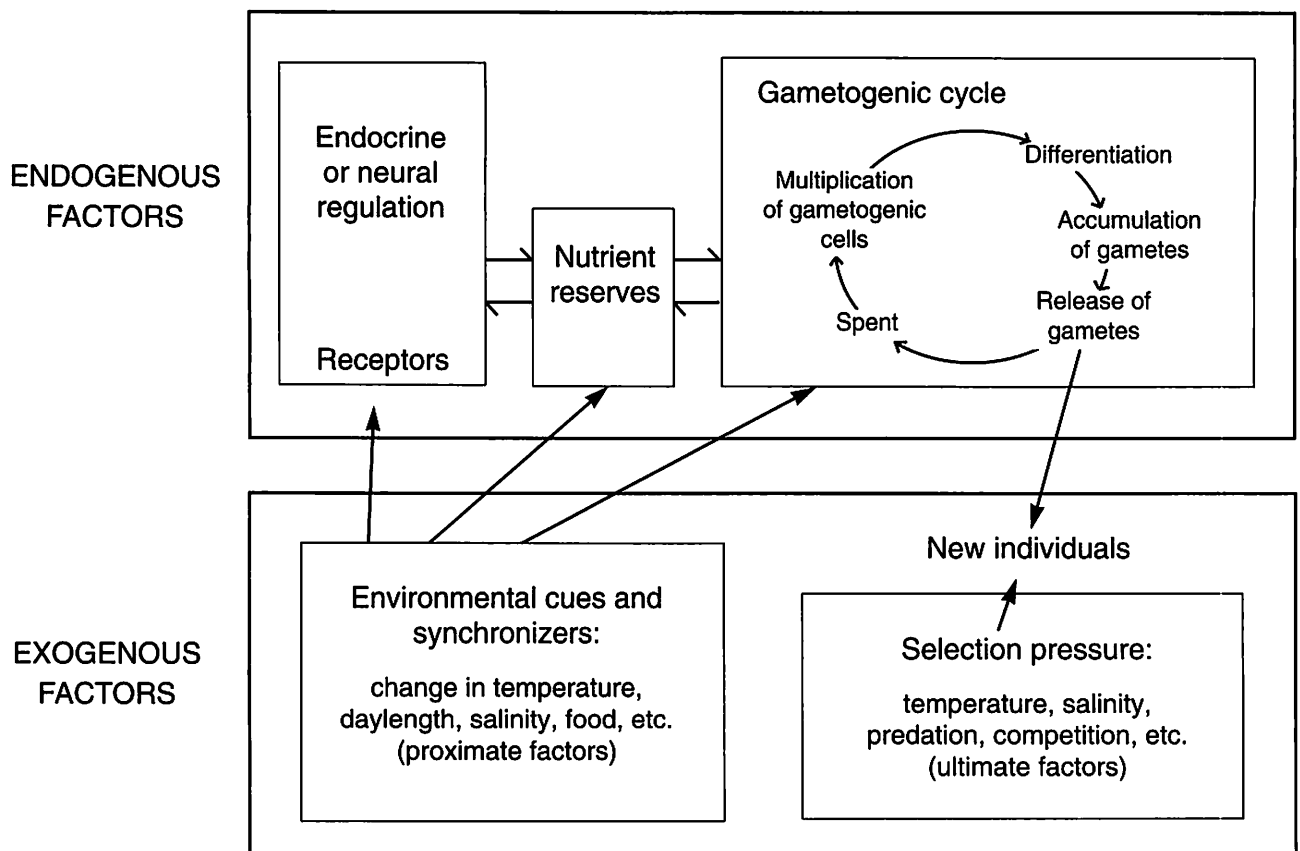 ENDOGENOUS
FACTORS
Endocrine
or neural
regulation
Receptors
Nutrient
reserves
Gametogenic cycle
Differentiation
Accumulation
of gametes
Release of
gametes
Spent
Multiplication
of gametogenic
cells
EXOGENOUS
FACTORS
Environmental cues and
synchronizers:
change in temperature,
daylength, salinity, food, etc.
(proximate factors)
New individuals
Selection pressure:
temperature, salinity,
predation, competition, etc.
(ultimate factors)